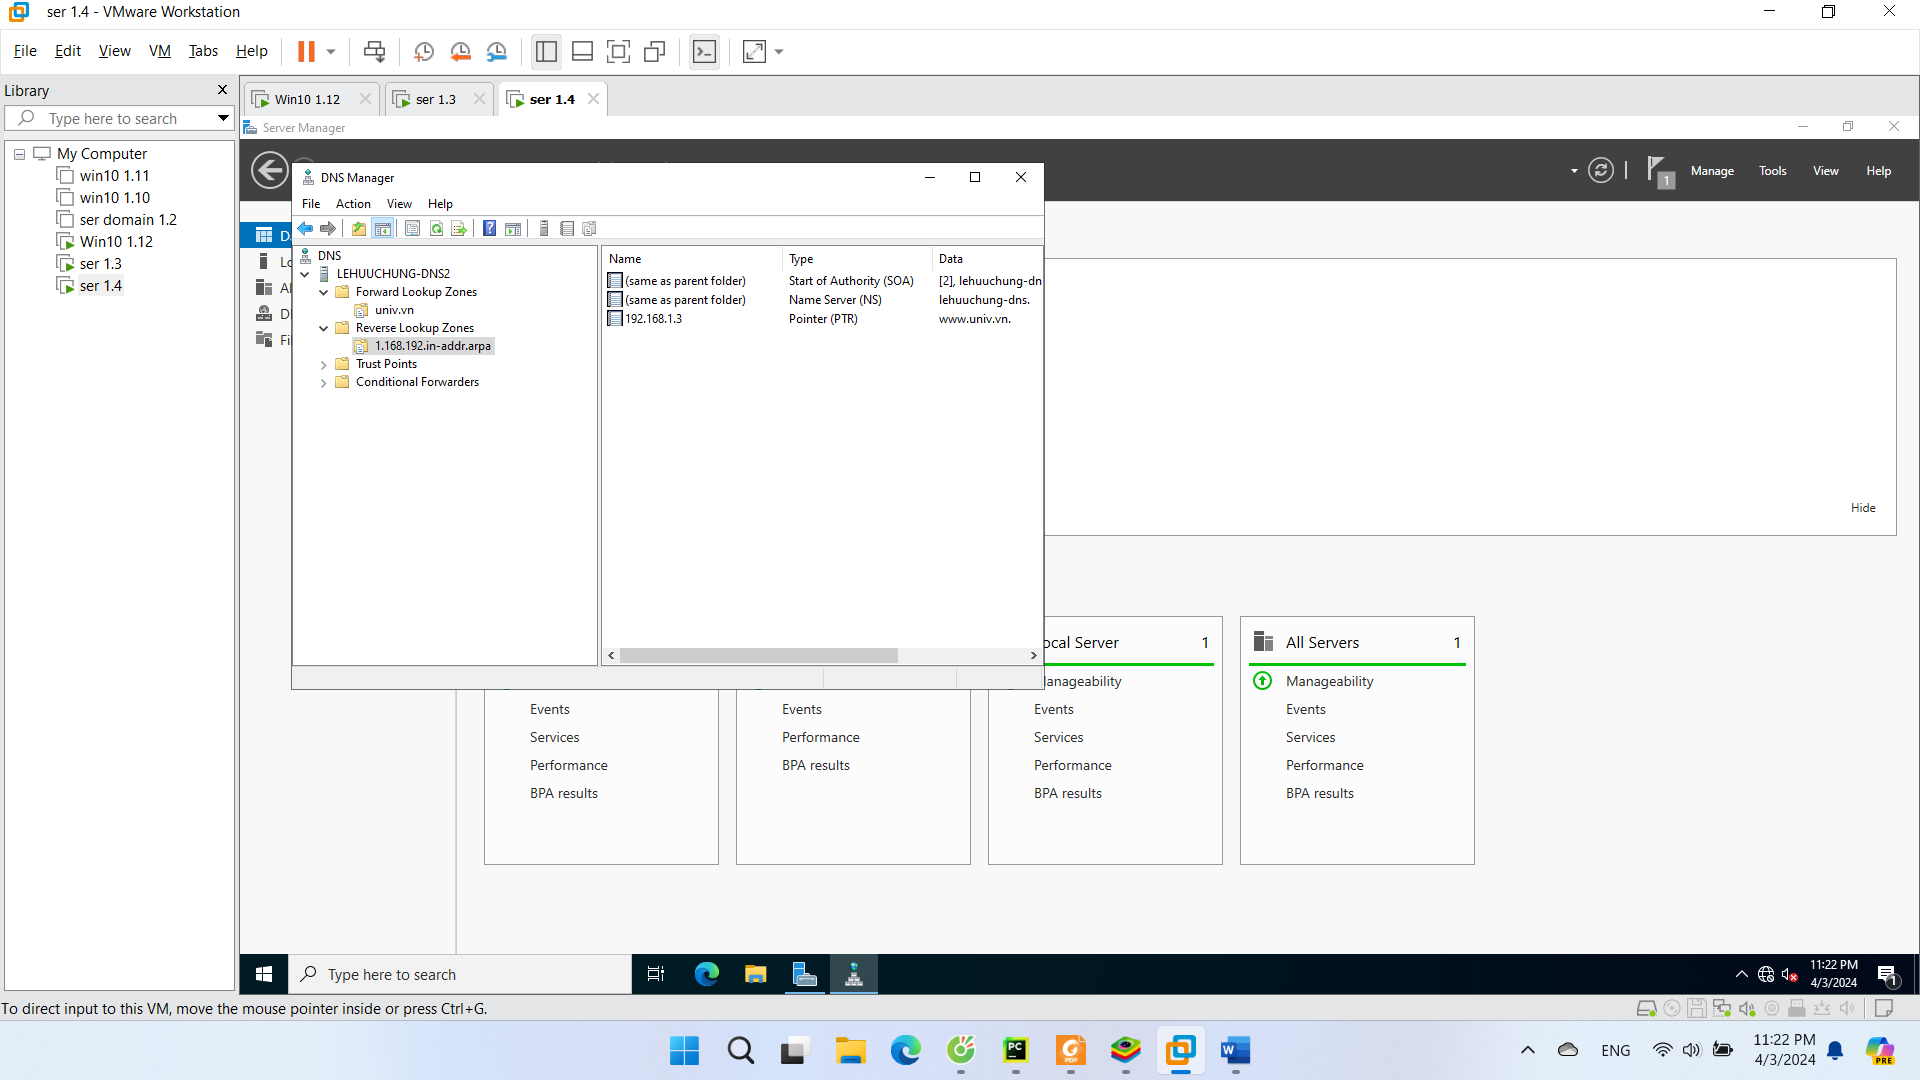 ser 1.4 - VMware Workstation
File Edit View VM Tabs Help
Library
Type here to search
My Computer
win10 1.11
win10 1.10
ser domain 1.2
Win10 1.12
ser 1.3
ser 1.4
Win10 1.12 ser 1.3 ser 1.4
Server Manager
1 Manage Tools View Help
DNS Manager
File Action View Help
DNS
LEHUUCHUNG-DNS2
Forward Lookup Zones
univ.vn
Reverse Lookup Zones
1.168.192.in-addr.arpa
Trust Points
Conditional Forwarders
Name Type Data
(same as parent folder) Start of Authority (SOA) [2], lehuuchung-dn
(same as parent folder) Name Server (NS) lehuuchung-dns.
192.168.1.3 Pointer (PTR) www.univ.vn.
Hide
Events
Services
Performance
BPA results
Events
Performance
BPA results
ocal Server 1
anageability
Events
Services
Performance
BPA results
All Servers 1
Manageability
Events
Services
Performance
BPA results
Type here to search
11:22 PM
4/3/2024
1
To direct input to this VM, move the mouse pointer inside or press Ctrl+G.
ENG
11:22 PM
4/3/2024
PRE